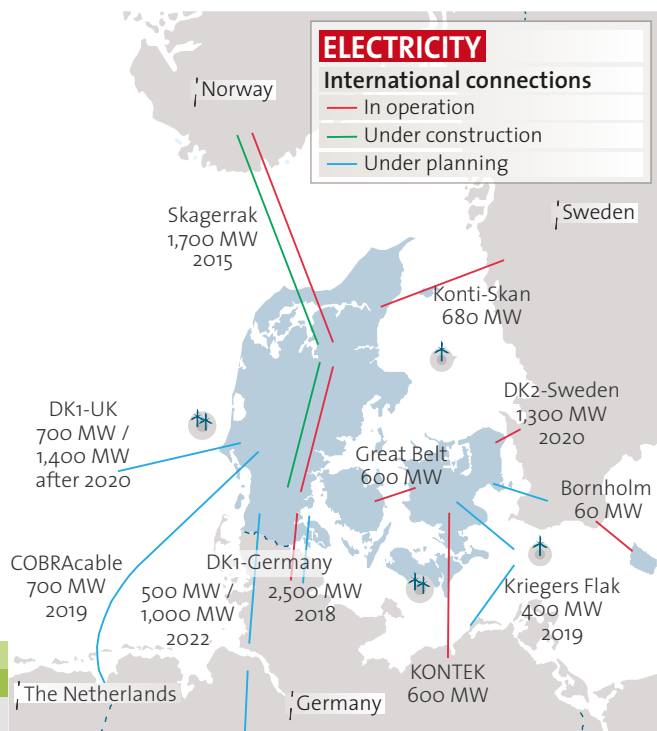 ELECTRICITY
International connections
In operation
Under construction
Under planning
Norway
Sweden
Skagerrak
1,700 MW
2015
Konti-Skan
680 MW
DK1-UK
700 MW /
1,400 MW
after 2020
DK2-Sweden
1,300 MW
2020
Great Belt
600 MW
Bornholm
60 MW
COBRAcable
700 MW
2019
DK1-Germany
500 MW /
1,000 MW
2022
2,500 MW
2018
Kriegers Flak
400 MW
2019
KONTEK
600 MW
The Netherlands
Germany